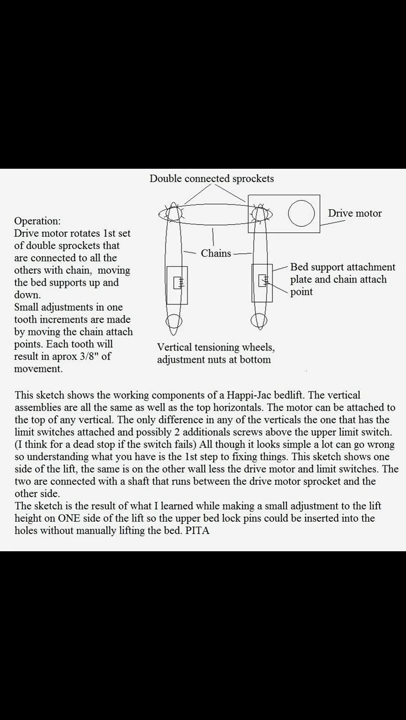 Double connected sprockets
Operation:
Drive motor rotates 1st set
of double sprockets that
are connected to all the
others with chain, moving
the bed supports up and
down.
Small adjustments in one
tooth increments are made
by moving the chain attach
points. Each tooth will
result in aprox 3/8" of
movement.
Drive motor
Chains
Bed support attachment
plate and chain attach
point
Vertical tensioning wheels,
adjustment nuts at bottom
This sketch shows the working components of a Happi-Jac bedlift. The vertical
assemblies are all the same as well as the top horizontals. The motor can be attached to
the top of any vertical. The only difference in any of the verticals the one that has the
limit switches attached and possibly 2 additionals screws above the upper limit switch.
(I think for a dead stop if the switch fails) All though it looks simple a lot can go wrong
so understanding what you have is the 1st step to fixing things. This sketch shows one
side of the lift, the same is on the other wall less the drive motor and limit switches. The
two are connected with a shaft that runs between the drive motor sprocket and the
other side.
The sketch is the result of what I learned while making a small adjustment to the lift
height on ONE side of the lift so the upper bed lock pins could be inserted into the
holes without manually lifting the bed. PITA